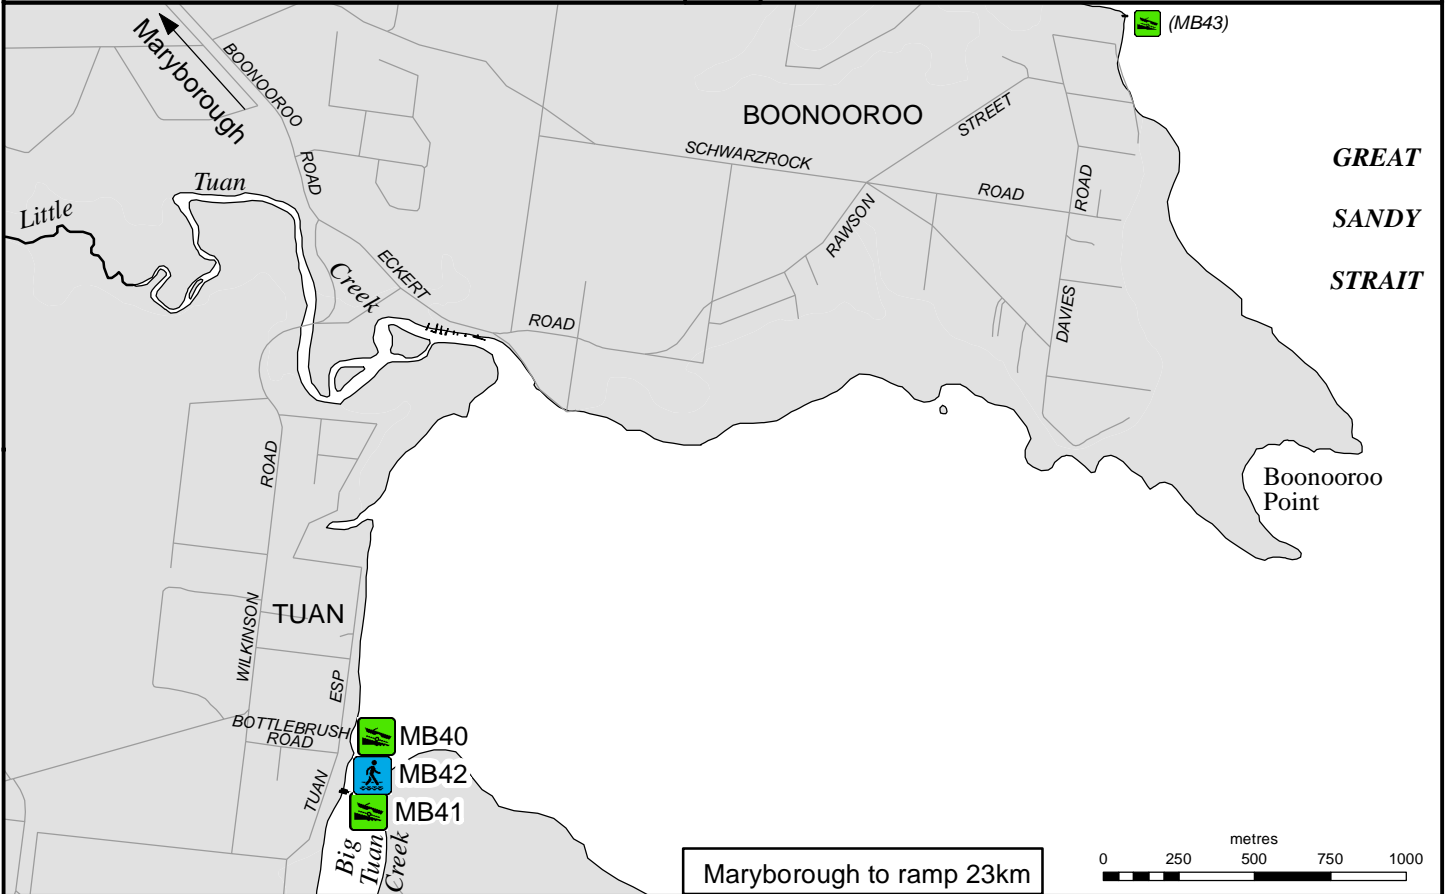 (MB43)
Maryborough
BOONOOROO
ROAD
BOONOOROO
STREET
SCHWARZROCK
ROAD
ROAD
GREAT
SANDY
STRAIT
Little
Tuan
Creek
RAWSON
ECKERT
ROAD
DAVIES
ROAD
Boonooroo
Point
TUAN
WILKINSON
ESP
BOTTLEBRUSH
ROAD
TUAN
MB40
MB42
MB41
Big
Tuan
Creek
Maryborough to ramp 23km
metres
0 250 500 750 1000